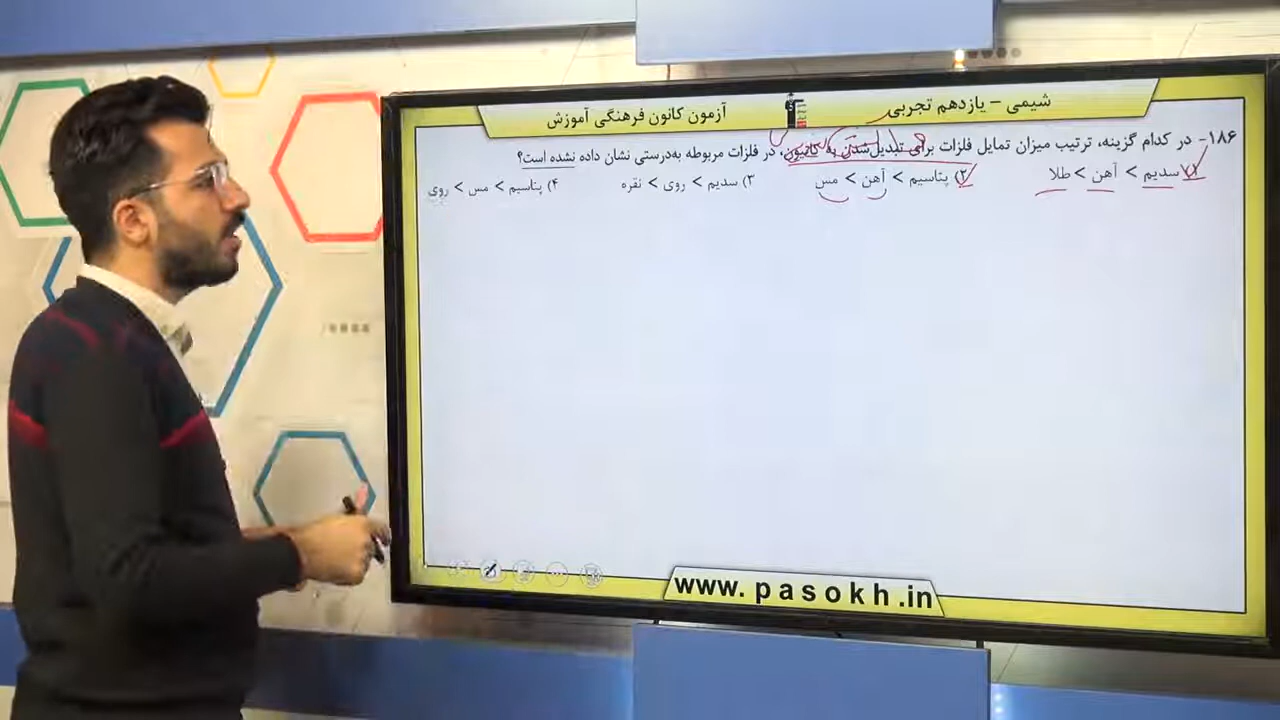 شیمی – یازدهم تجربی
آزمون کانون فرهنگی آموزش
۱۸۶- در کدام گزینه، ترتیب میزان تمایل فلزات برای تبدیل‌شدن به کاتیون، در فلزات مربوطه به‌درستی نشان داده نشده است؟
۱) سدیم > آهن > طلا
۲) پتاسیم > آهن > مس
۳) سدیم > روی > نقره
۴) پتاسیم > مس > روی
www.pasokh.in